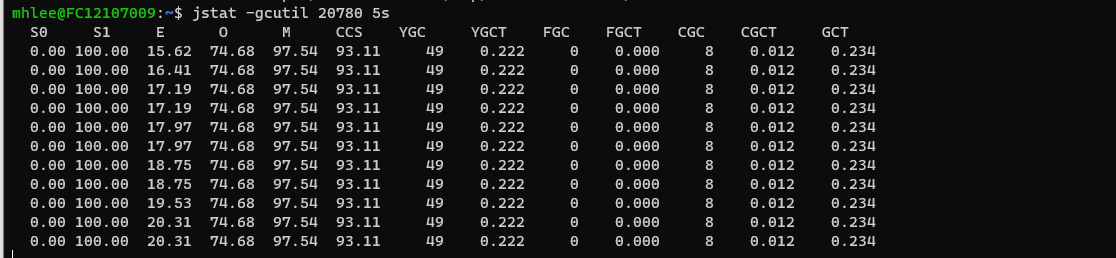 mhlee@FC12107009:~$ jstat -gcutil 20780 5s
S0 S1 E O M CCS YGC YGCT FGC FGCT CGC CGCT GCT
0.00 100.00 15.62 74.68 97.54 93.11 49 0.222 0 0.000 8 0.012 0.234
0.00 100.00 16.41 74.68 97.54 93.11 49 0.222 0 0.000 8 0.012 0.234
0.00 100.00 17.19 74.68 97.54 93.11 49 0.222 0 0.000 8 0.012 0.234
0.00 100.00 17.19 74.68 97.54 93.11 49 0.222 0 0.000 8 0.012 0.234
0.00 100.00 17.97 74.68 97.54 93.11 49 0.222 0 0.000 8 0.012 0.234
0.00 100.00 17.97 74.68 97.54 93.11 49 0.222 0 0.000 8 0.012 0.234
0.00 100.00 18.75 74.68 97.54 93.11 49 0.222 0 0.000 8 0.012 0.234
0.00 100.00 18.75 74.68 97.54 93.11 49 0.222 0 0.000 8 0.012 0.234
0.00 100.00 19.53 74.68 97.54 93.11 49 0.222 0 0.000 8 0.012 0.234
0.00 100.00 20.31 74.68 97.54 93.11 49 0.222 0 0.000 8 0.012 0.234
0.00 100.00 20.31 74.68 97.54 93.11 49 0.222 0 0.000 8 0.012 0.234